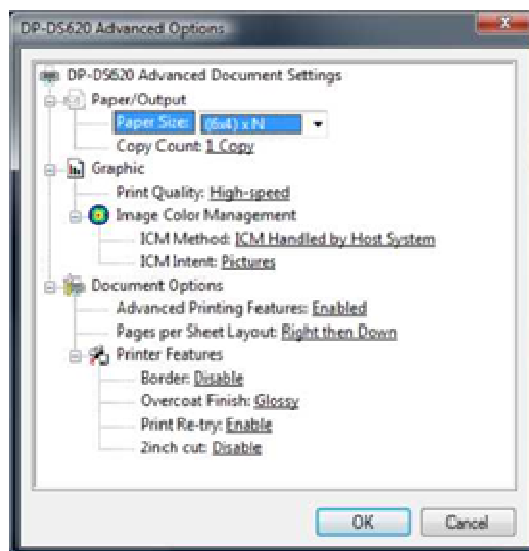 DP-DS620 Advanced Options
DP-DS620 Advanced Document Settings
Paper/Output
Paper Size: (6x4) x N
Copy Count: 1 Copy
Graphic
Print Quality: High-speed
Image Color Management
ICM Method: ICM Handled by Host System
ICM Intent: Pictures
Document Options
Advanced Printing Features: Enabled
Pages per Sheet Layout: Right then Down
Printer Features
Border: Disable
Overcoat Finish: Glossy
Print Re-try: Enable
2inch cut: Disable
OK Cancel